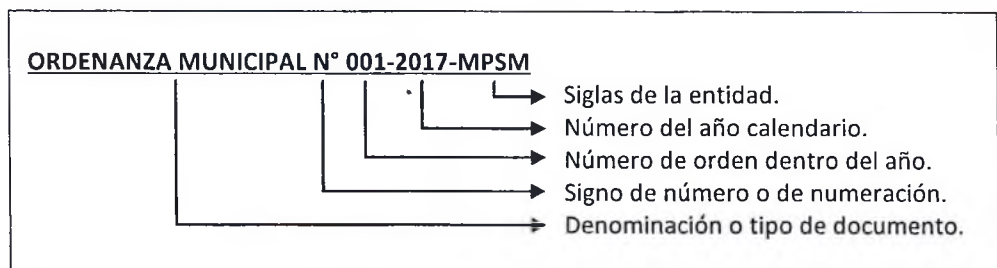 ORDENANZA MUNICIPAL N° 001-2017-MPSM
Siglas de la entidad.
Número del año calendario.
Número de orden dentro del año.
Signo de número o de numeración.
Denominación o tipo de documento.